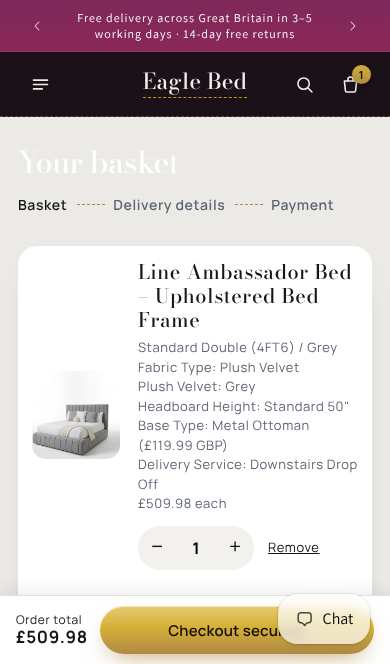 Free delivery across Great Britain in 3–5
working days · 14-day free returns
Eagle Bed
1
Your basket
Basket
Delivery details
Payment
Line Ambassador Bed
– Upholstered Bed
Frame
Standard Double (4FT6) / Grey
Fabric Type: Plush Velvet
Plush Velvet: Grey
Headboard Height: Standard 50"
Base Type: Metal Ottoman
(£119.99 GBP)
Delivery Service: Downstairs Drop
Off
£509.98 each
− 1 + Remove
Order total
£509.98
Checkout
Chat